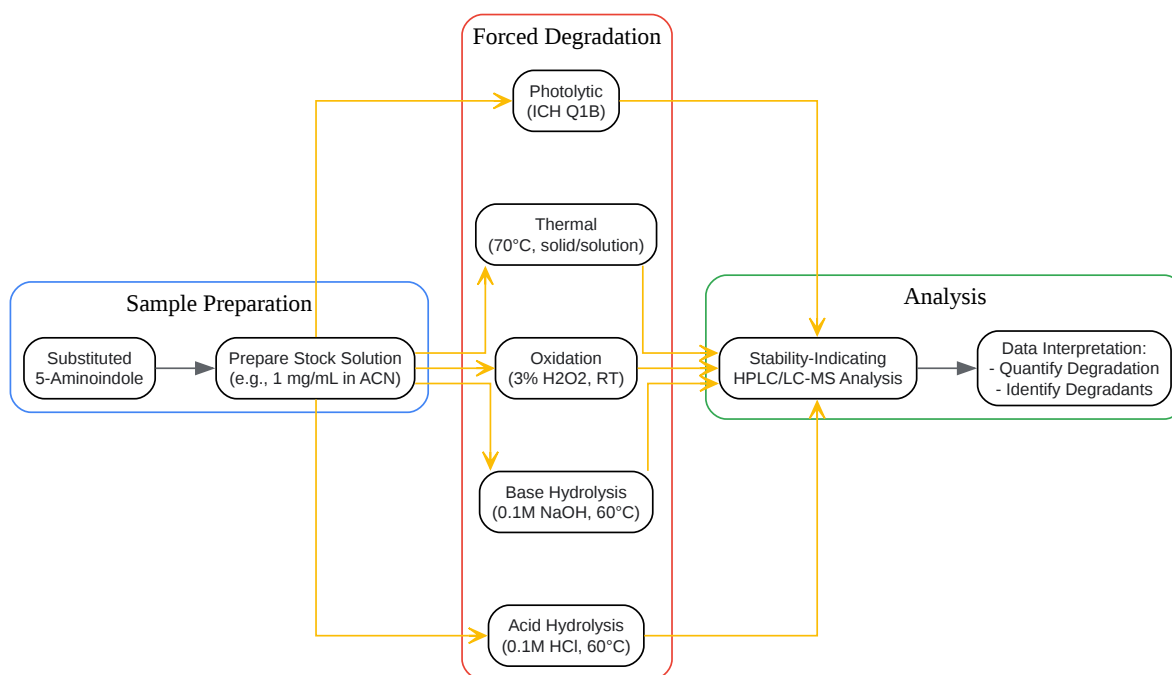 Forced Degradation
Photolytic
(ICH Q1B)
Thermal
(70°C, solid/solution)
Sample Preparation
Substituted
5-Aminoindole
Prepare Stock Solution
(e.g., 1 mg/mL in ACN)
Oxidation
(3% H2O2, RT)
Base Hydrolysis
(0.1M NaOH, 60°C)
Acid Hydrolysis
(0.1M HCl, 60°C)
Analysis
Stability-Indicating
HPLC/LC-MS Analysis
Data Interpretation:
- Quantify Degradation
- Identify Degradants